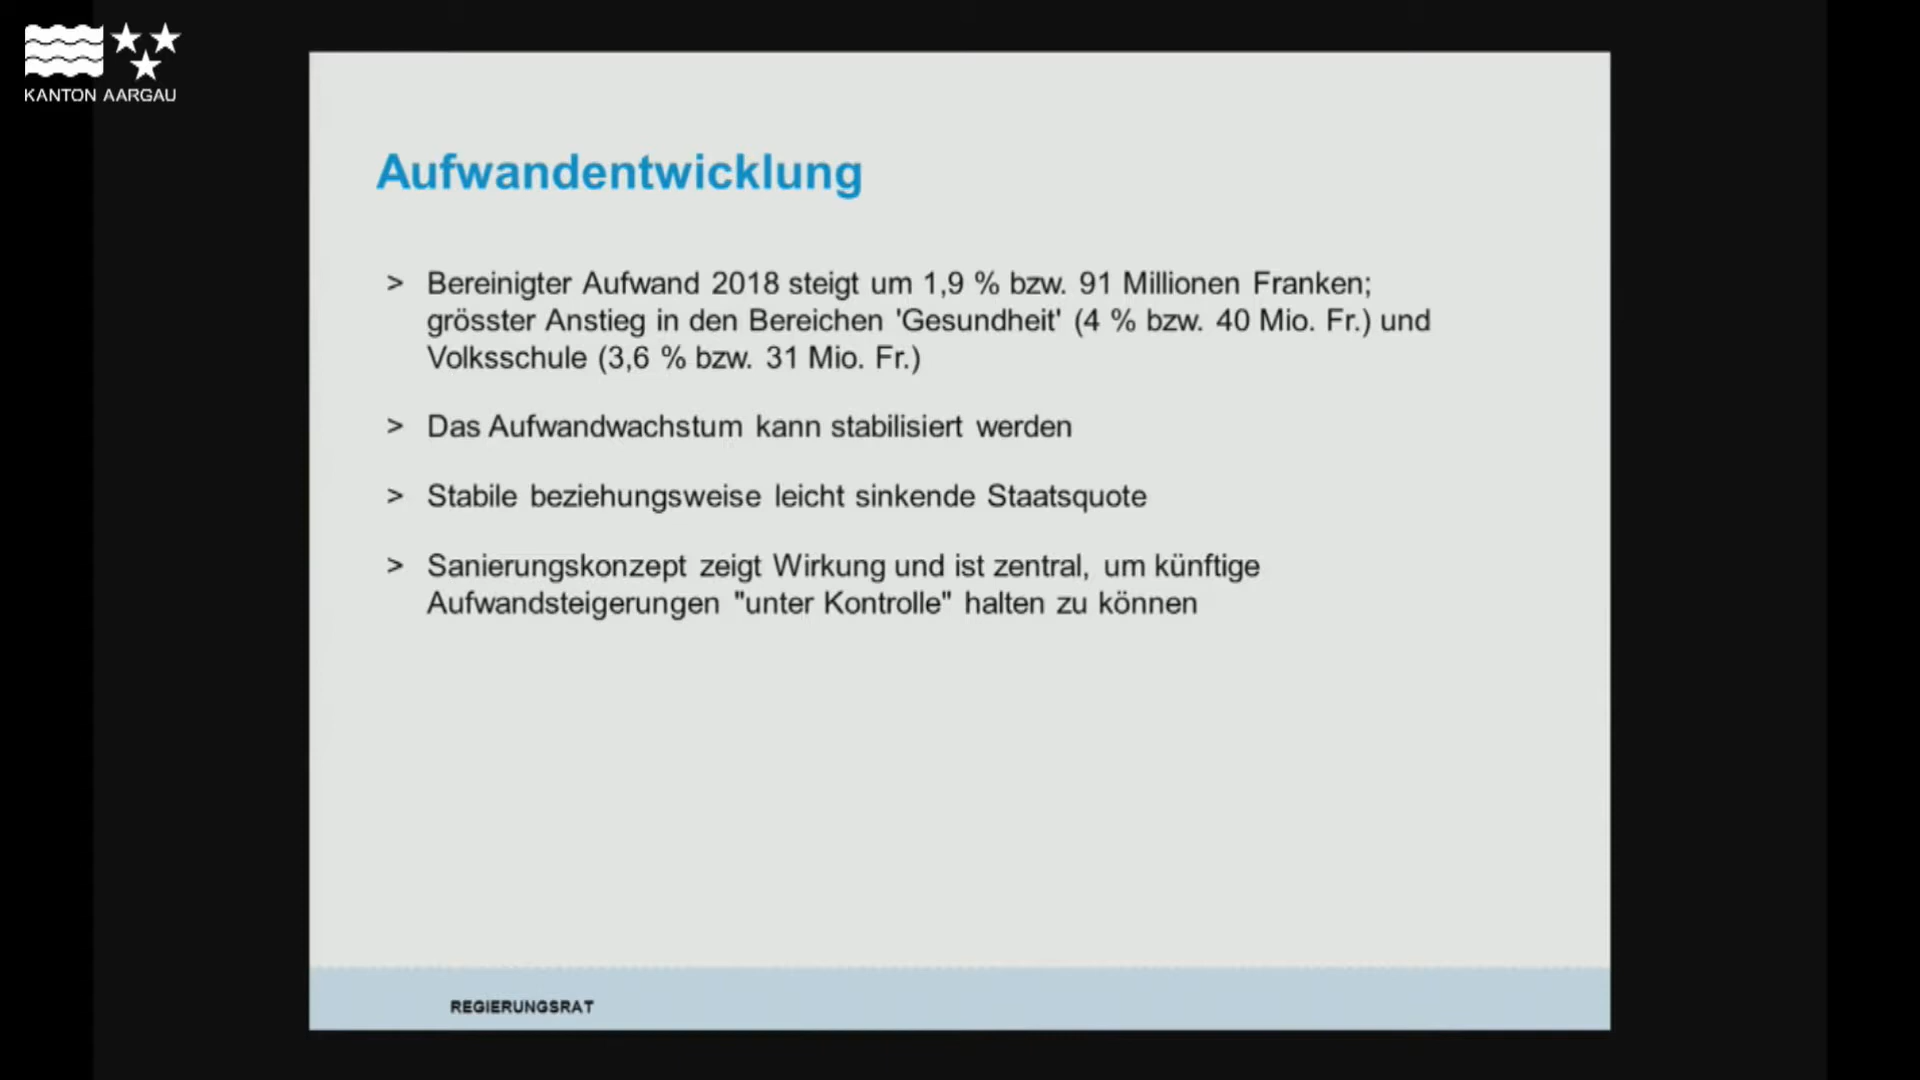 KANTON AARGAU
Aufwandentwicklung
> Bereinigter Aufwand 2018 steigt um 1,9 % bzw. 91 Millionen Franken;
grösster Anstieg in den Bereichen 'Gesundheit' (4 % bzw. 40 Mio. Fr.) und
Volksschule (3,6 % bzw. 31 Mio. Fr.)
> Das Aufwandwachstum kann stabilisiert werden
> Stabile beziehungsweise leicht sinkende Staatsquote
> Sanierungskonzept zeigt Wirkung und ist zentral, um künftige
Aufwandsteigerungen "unter Kontrolle" halten zu können
REGIERUNGSRAT